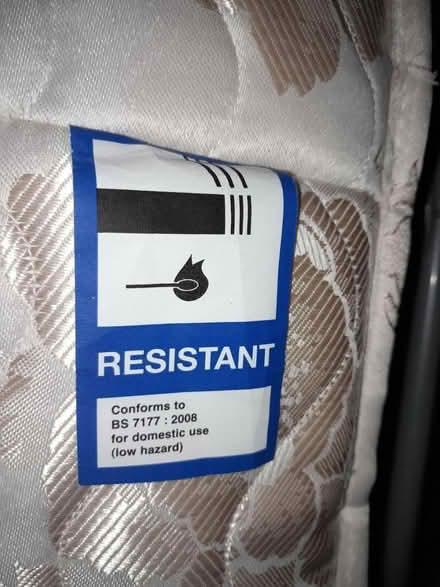 RESISTANT
Conforms to
BS 7177 : 2008
for domestic use
(low hazard)